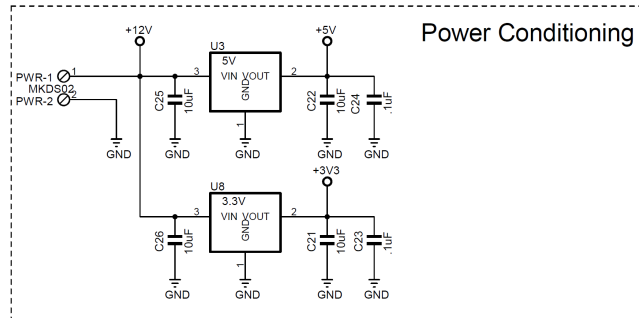 Power Conditioning
+12V
+5V
PWR-1
1
MKDS02
PWR-2
2
U3
5V
3
VIN VOUT
2
GND
1
C25
10uF
C22
10uF
C24
.1uF
GND
GND
GND
GND
GND
+3V3
U8
3.3V
3
VIN VOUT
2
GND
1
C26
10uF
C21
10uF
C23
.1uF
GND
GND
GND
GND